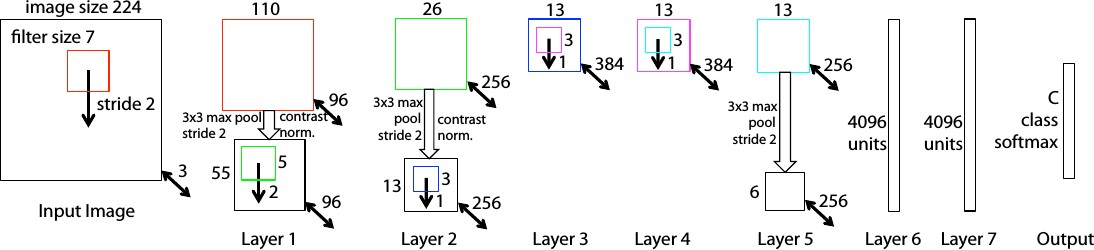 image size 224
filter size 7
stride 2
3
Input Image
110
96
3x3 max pool
stride 2
contrast
norm.
55
5
2
96
Layer 1
26
256
3x3 max
pool
stride 2
contrast
norm.
13
3
1
256
Layer 2
13
3
1
384
Layer 3
13
3
1
384
Layer 4
13
256
3x3 max
pool
stride 2
6
256
Layer 5
4096
units
Layer 6
4096
units
Layer 7
C
class
softmax
Output